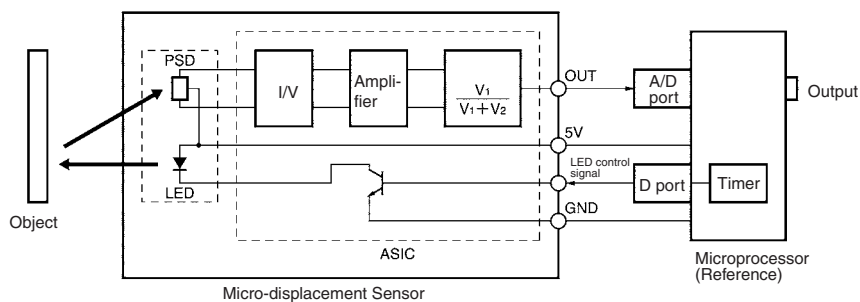 PSD
I/V
Ampli-
fier
V1
V1+V2
OUT
A/D
port
Output
5V
LED control
signal
LED
D port
Timer
GND
Object
ASIC
Microprocessor
(Reference)
Micro-displacement Sensor